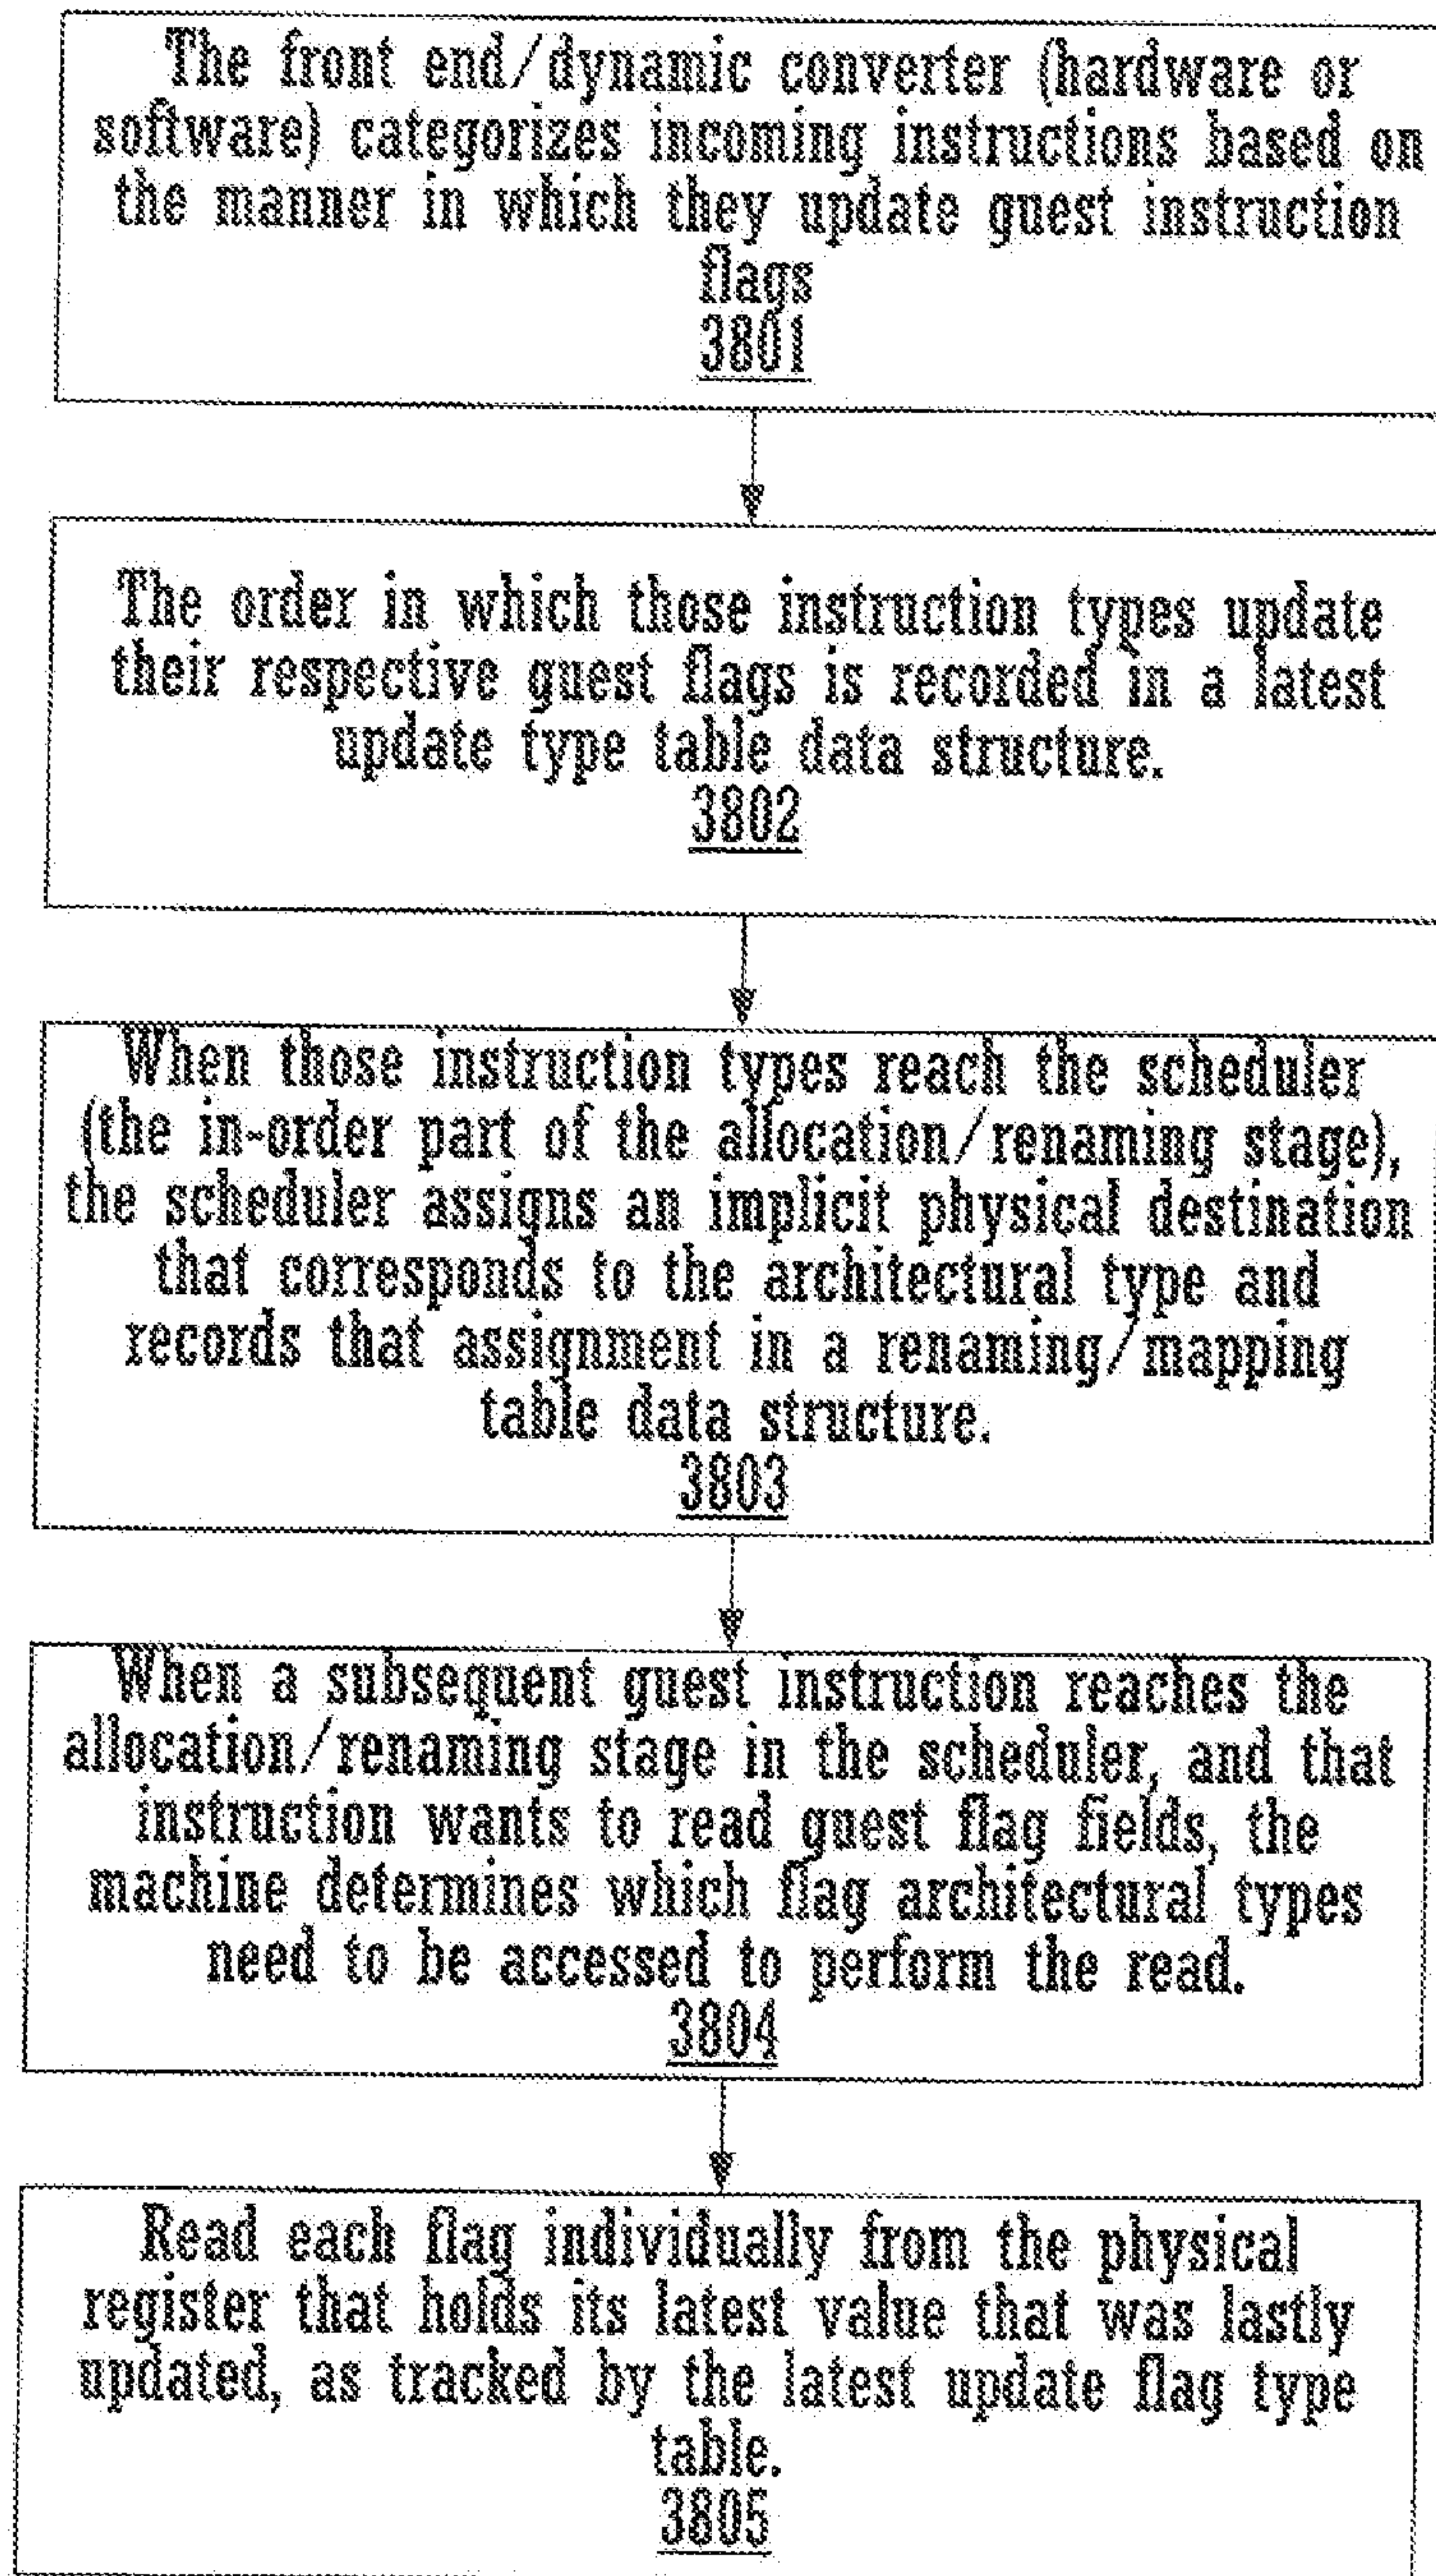 The front end/dynamic converter (hardware or
software) categorizes incoming instructions based on
the manner in which they update guest instruction
flags
3801
The order in which those instruction types update
their respective guest flags is recorded in a latest
update type table data structure.
3802
When those instruction types reach the scheduler
(the in-order part of the allocation/renaming stage),
the scheduler assigns an implicit physical destination
that corresponds to the architectural type and
records that assignment in a renaming/mapping
table data structure.
3803
When a subsequent guest instruction reaches the
allocation/renaming stage in the scheduler, and that
instruction wants to read guest flag fields, the
machine determines which flag architectural types
need to be accessed to perform the read.
3804
Read each flag individually from the physical
register that holds its latest value that was lastly
updated, as tracked by the latest update flag type
table.
3805